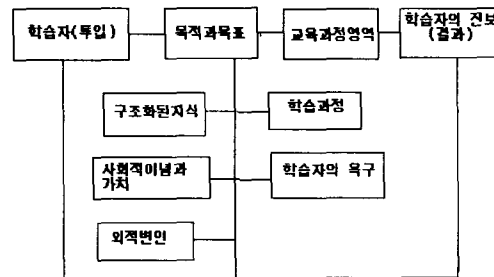 학습자(투입)
목적과목표
교육과정영역
학습자의 진보
(결과)
구조화된지식
학습과정
사회적이념과
가치
학습자의 욕구
외적변인